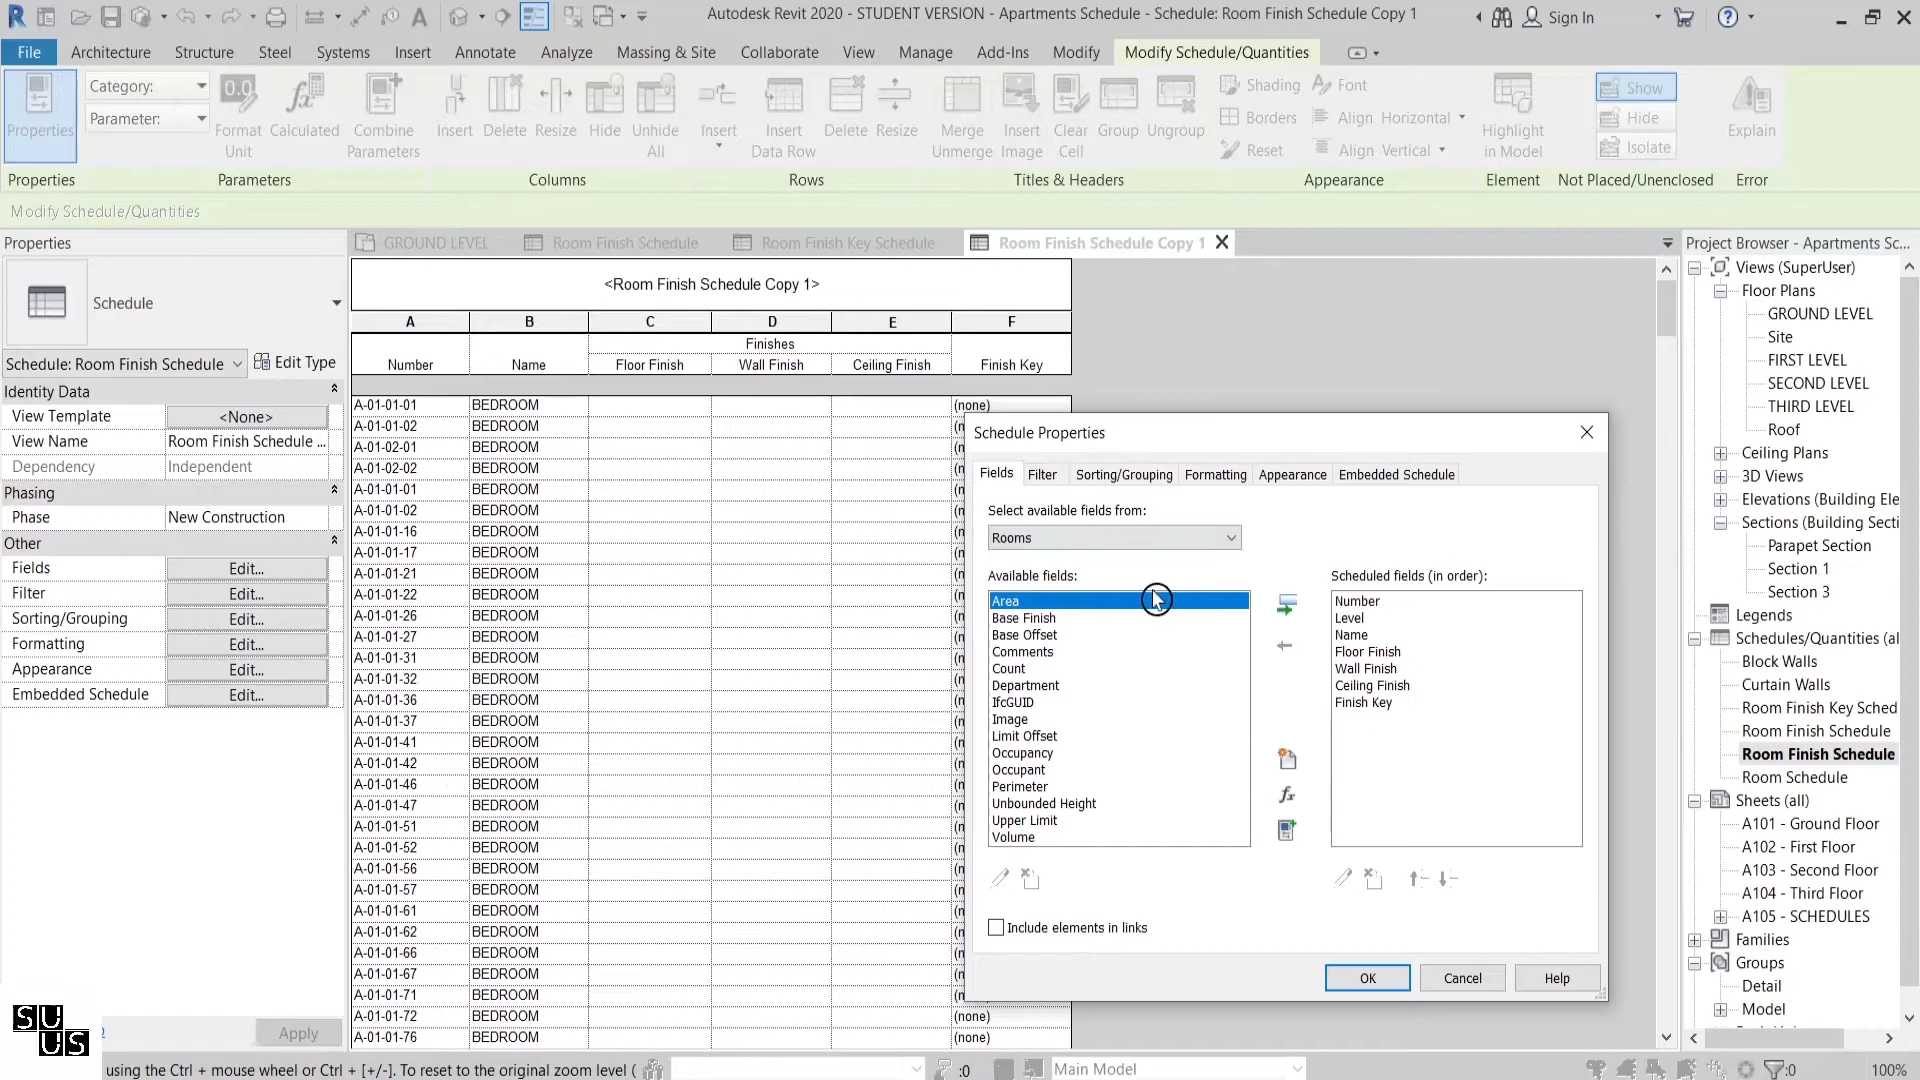 Autodesk Revit 2020 - STUDENT VERSION - Apartments Schedule - Schedule: Room Finish Schedule Copy 1
Sign In
File Architecture Structure Steel Systems Insert Annotate Analyze Massing & Site Collaborate View Manage Add-Ins Modify Modify Schedule/Quantities
Properties
Category:
Parameter:
Format Unit
Calculated
Combine Parameters
Insert Delete Resize Hide Unhide All
Insert
Insert Data Row
Delete Resize
Merge Unmerge
Insert Image
Clear Cell
Group Ungroup
Shading
Borders
Reset
Font
Align Horizontal
Align Vertical
Highlight in Model
Show
Hide
Isolate
Explain
Properties Parameters Columns Rows Titles & Headers Appearance Element Not Placed/Unenclosed Error
Modify Schedule/Quantities
Properties
Schedule
Schedule: Room Finish Schedule Edit Type
Identity Data
View Template <None>
View Name Room Finish Schedule ...
Dependency Independent
Phasing
Phase New Construction
Other
Fields Edit...
Filter Edit...
Sorting/Grouping Edit...
Formatting Edit...
Appearance Edit...
Embedded Schedule Edit...
Apply
SU
US
GROUND LEVEL Room Finish Schedule Room Finish Key Schedule Room Finish Schedule Copy 1
<Room Finish Schedule Copy 1>
A B C D E F
Finishes
Number Name Floor Finish Wall Finish Ceiling Finish Finish Key
A-01-01-01 BEDROOM (none)
A-01-01-02 BEDROOM (n
A-01-02-01 BEDROOM (n
A-01-02-02 BEDROOM (n
A-01-01-01 BEDROOM (n
A-01-01-02 BEDROOM (n
A-01-01-16 BEDROOM (n
A-01-01-17 BEDROOM (n
A-01-01-21 BEDROOM (n
A-01-01-22 BEDROOM (n
A-01-01-26 BEDROOM (n
A-01-01-27 BEDROOM (n
A-01-01-31 BEDROOM (n
A-01-01-32 BEDROOM (n
A-01-01-36 BEDROOM (n
A-01-01-37 BEDROOM (n
A-01-01-41 BEDROOM (n
A-01-01-42 BEDROOM (n
A-01-01-46 BEDROOM (n
A-01-01-47 BEDROOM (n
A-01-01-51 BEDROOM (n
A-01-01-52 BEDROOM (n
A-01-01-56 BEDROOM (n
A-01-01-57 BEDROOM (n
A-01-01-61 BEDROOM (n
A-01-01-62 BEDROOM (n
A-01-01-66 BEDROOM (n
A-01-01-67 BEDROOM (n
A-01-01-71 BEDROOM (n
A-01-01-72 BEDROOM (none)
A-01-01-76 BEDROOM (none)
Schedule Properties
Fields Filter Sorting/Grouping Formatting Appearance Embedded Schedule
Select available fields from:
Rooms
Available fields:
Area
Base Finish
Base Offset
Comments
Count
Department
IfcGUID
Image
Limit Offset
Occupancy
Occupant
Perimeter
Unbounded Height
Upper Limit
Volume
Scheduled fields (in order):
Number
Level
Name
Floor Finish
Wall Finish
Ceiling Finish
Finish Key
Include elements in links
OK Cancel Help
Project Browser - Apartments Sc...
Views (SuperUser)
Floor Plans
GROUND LEVEL
Site
FIRST LEVEL
SECOND LEVEL
THIRD LEVEL
Roof
Ceiling Plans
3D Views
Elevations (Building Ele
Sections (Building Secti
Parapet Section
Section 1
Section 3
Legends
Schedules/Quantities (al
Block Walls
Curtain Walls
Room Finish Key Sched
Room Finish Schedule
Room Finish Schedule
Room Schedule
Sheets (all)
A101 - Ground Floor
A102 - First Floor
A103 - Second Floor
A104 - Third Floor
A105 - SCHEDULES
Families
Groups
Detail
Model
using the Ctrl + mouse wheel or Ctrl + [+/-]. To reset to the original zoom level ( :0 Main Model :0 100%